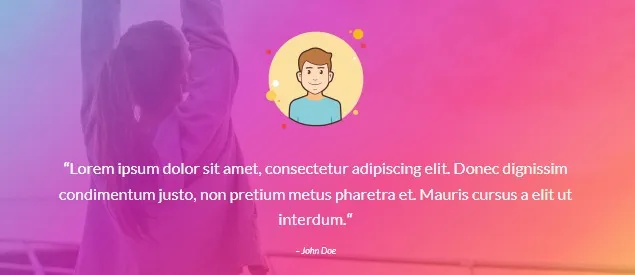 “Lorem ipsum dolor sit amet, consectetur adipiscing elit. Donec dignissim
condimentum justo, non pretium metus pharetra et. Mauris cursus a elit ut
interdum.“
– John Doe